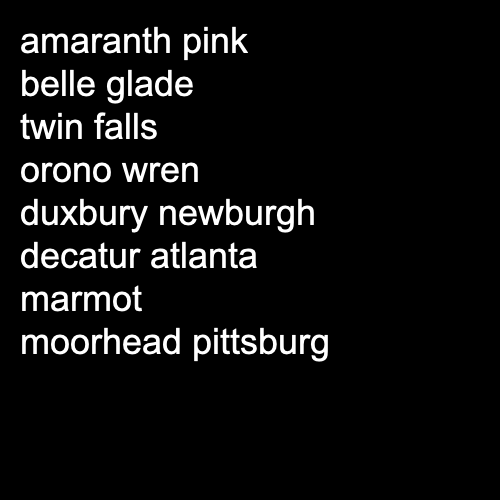 amaranth pink
belle glade
twin falls
orono wren
duxbury newburgh
decatur atlanta
marmot
moorhead pittsburg